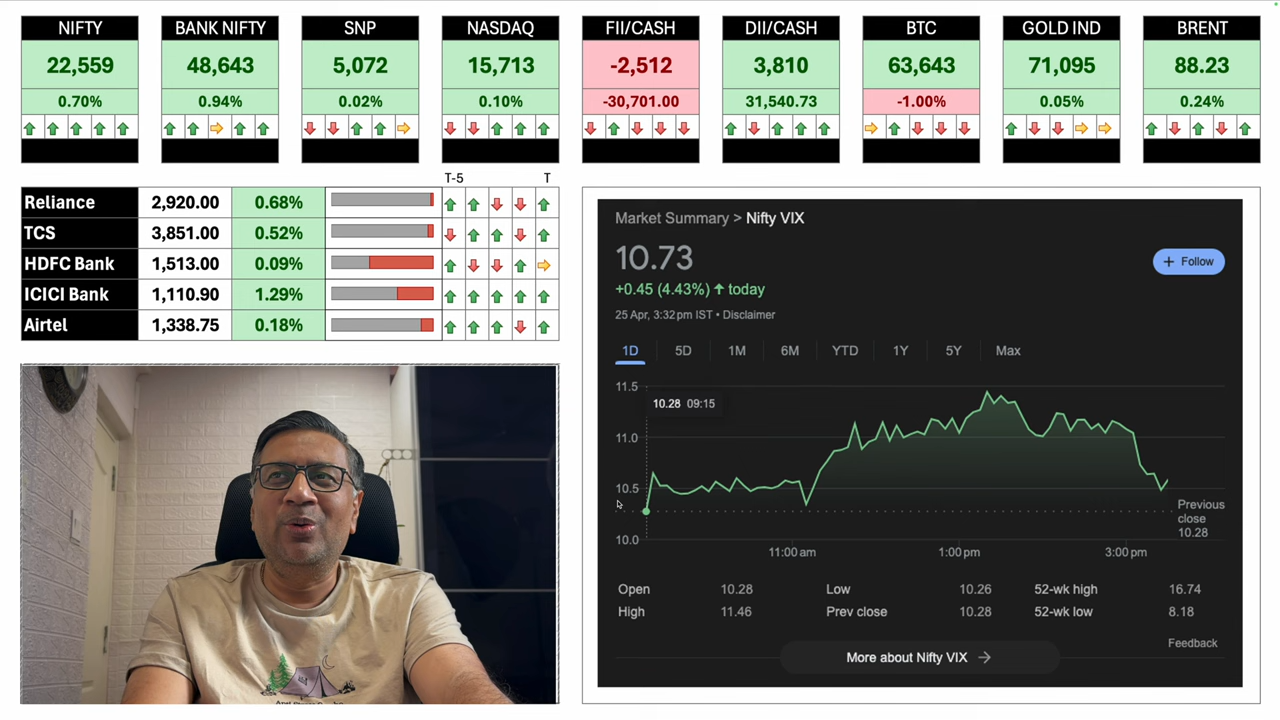 NIFTY BANK NIFTY SNP NASDAQ FII/CASH DII/CASH BTC GOLD IND BRENT
22,559 48,643 5,072 15,713 -2,512 3,810 63,643 71,095 88.23
0.70% 0.94% 0.02% 0.10% -30,701.00 31,540.73 -1.00% 0.05% 0.24%
T-5 T
Reliance 2,920.00 0.68%
TCS 3,851.00 0.52%
HDFC Bank 1,513.00 0.09%
ICICI Bank 1,110.90 1.29%
Airtel 1,338.75 0.18%
Market Summary > Nifty VIX
10.73
+ Follow
+0.45 (4.43%) ↑ today
25 Apr, 3:32 pm IST • Disclaimer
1D 5D 1M 6M YTD 1Y 5Y Max
11.5
10.28 09:15
11.0
10.5
Previous
close
10.28
10.0
11:00 am 1:00 pm 3:00 pm
Open 10.28 Low 10.26 52-wk high 16.74
High 11.46 Prev close 10.28 52-wk low 8.18
Feedback
More about Nifty VIX →